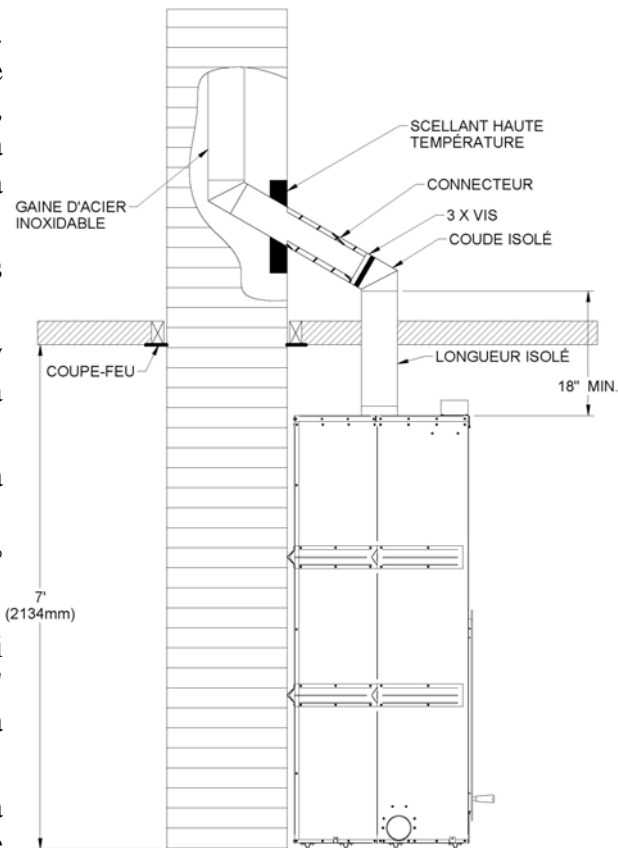 SCELLANT HAUTE
TEMPÉRATURE
CONNECTEUR
3 X VIS
COUDE ISOLÉ
GAINE D'ACIER
INOXIDABLE
LONGUEUR ISOLÉ
COUPE-FEU
18" MIN.
7'
(2134mm)